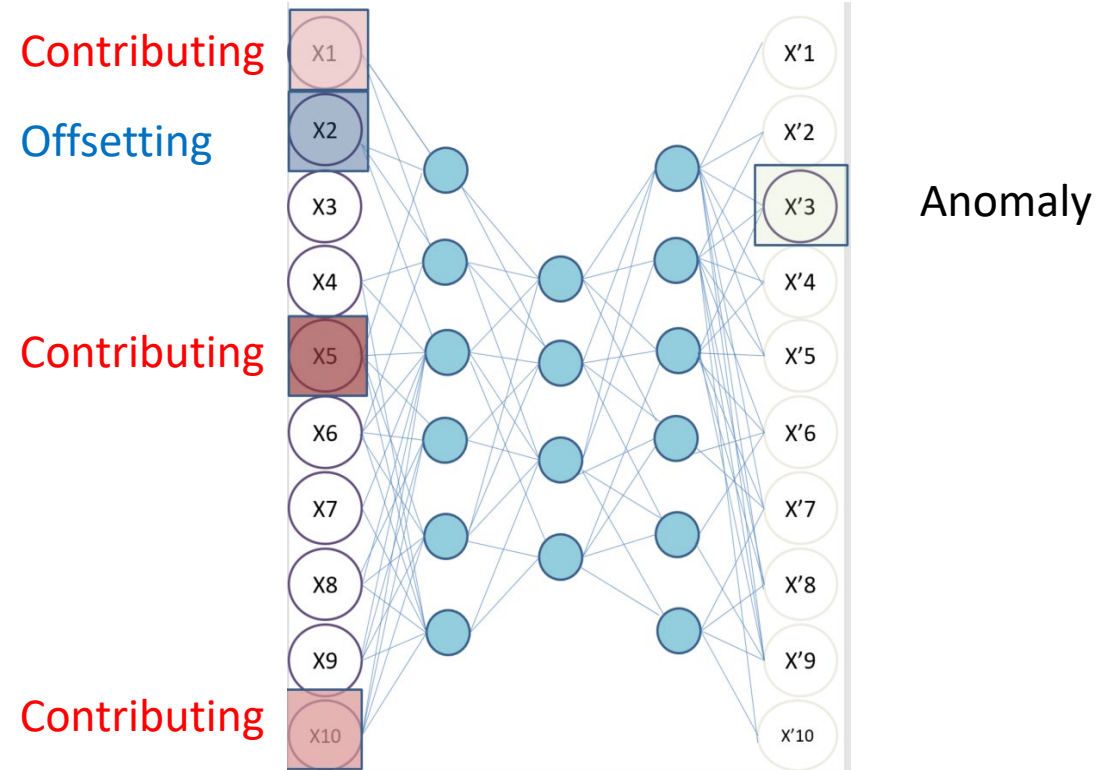 Contributing
X1
X'1
Offsetting
X2
X'2
X3
X'3
Anomaly
X4
X'4
Contributing
X5
X'5
X6
X'6
X7
X'7
X8
X'8
X9
X'9
Contributing
X10
X'10